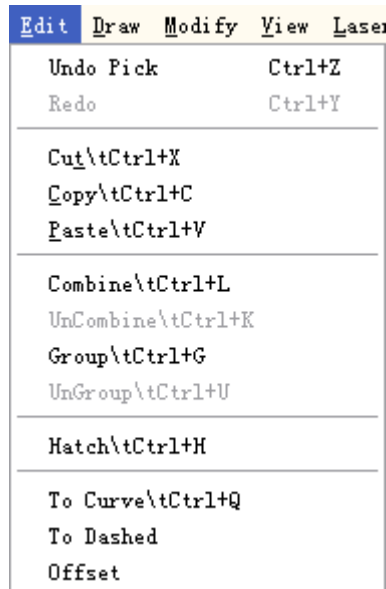 Edit Draw Modify View Laser
Undo Pick Ctrl+Z
Redo Ctrl+Y
Cut\tCtrl+X
Copy\tCtrl+C
Paste\tCtrl+V
Combine\tCtrl+L
UnCombine\tCtrl+K
Group\tCtrl+G
UnGroup\tCtrl+U
Hatch\tCtrl+H
To Curve\tCtrl+Q
To Dashed
Offset